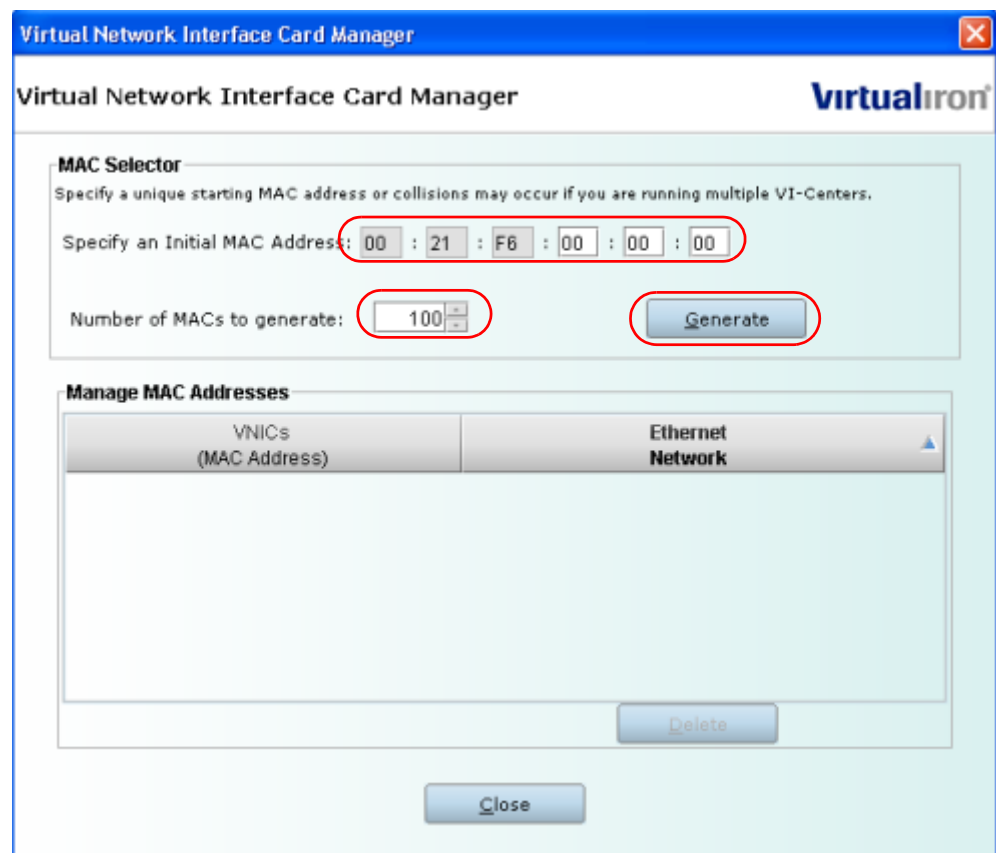 Virtual Network Interface Card Manager
Virtual Network Interface Card Manager
Virtualiron
MAC Selector
Specify a unique starting MAC address or collisions may occur if you are running multiple VI-Centers.
Specify an Initial MAC Address: 00 : 21 : F6 : 00 : 00 : 00
Number of MACs to generate: 100 Generate
Manage MAC Addresses
VNICs
(MAC Address)
Ethernet
Network
Delete
Close